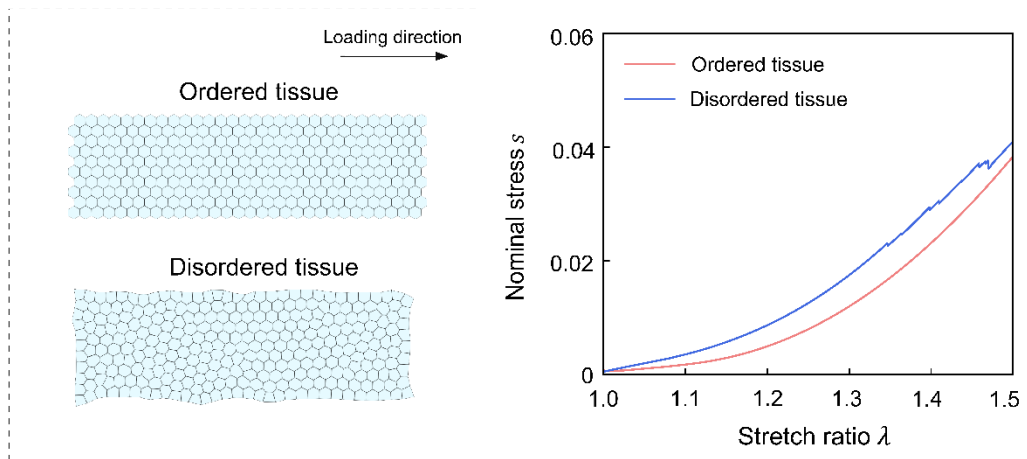 Loading direction
Ordered tissue
Disordered tissue
0.06
0.04
0.02
0
Nominal stress s
Ordered tissue
Disordered tissue
1.0 1.1 1.2 1.3 1.4 1.5
Stretch ratio λ